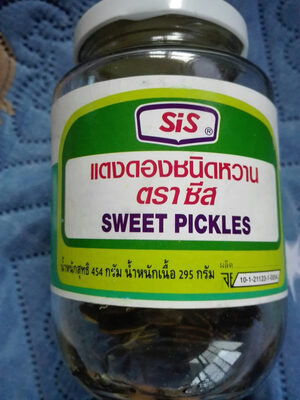 SiS ®
แตงดองชนิดหวาน
ตรา ซีส
SWEET PICKLES
น้ำหนักสุทธิ 454 กรัม น้ำหนักเนื้อ 295 กรัม
ผลิต